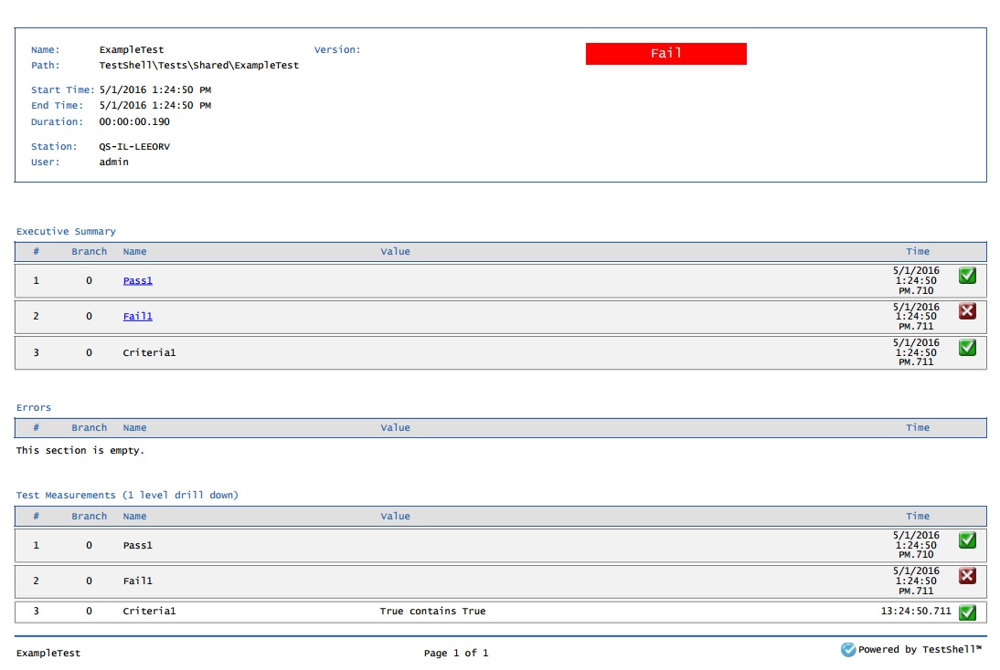 Name: ExampleTest Version: Fail
Path: TestShell\Tests\Shared\ExampleTest
Start Time: 5/1/2016 1:24:50 PM
End Time: 5/1/2016 1:24:50 PM
Duration: 00:00:00.190
Station: QS-IL-LEEORV
User: admin
Executive Summary
# Branch Name Value Time
1 0 Pass1 5/1/2016
1:24:50
PM.710
2 0 Fail1 5/1/2016
1:24:50
PM.711
3 0 Criteria1 5/1/2016
1:24:50
PM.711
Errors
# Branch Name Value Time
This section is empty.
Test Measurements (1 level drill down)
# Branch Name Value Time
1 0 Pass1 5/1/2016
1:24:50
PM.710
2 0 Fail1 5/1/2016
1:24:50
PM.711
3 0 Criteria1 True contains True 13:24:50.711
ExampleTest Page 1 of 1 Powered by TestShell™